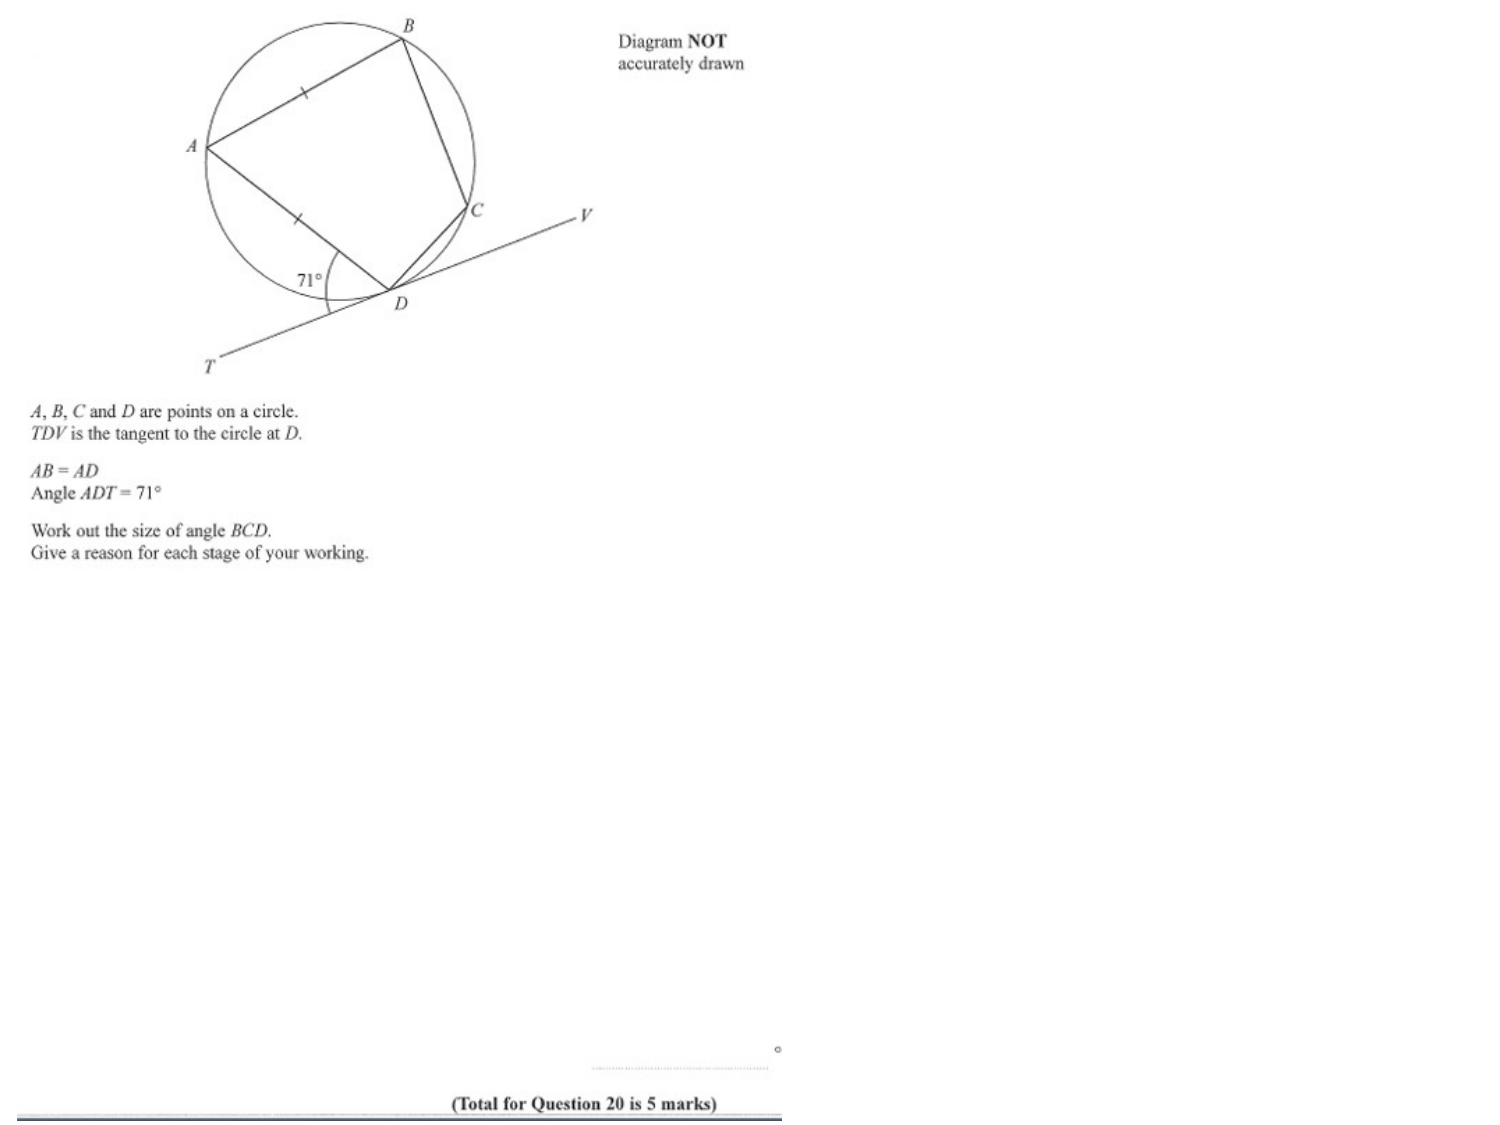 B
Diagram NOT
accurately drawn
A
C
V
71°
D
T
A, B, C and D are points on a circle.
TDV is the tangent to the circle at D.
AB = AD
Angle ADT = 71°
Work out the size of angle BCD.
Give a reason for each stage of your working.
°
(Total for Question 20 is 5 marks)